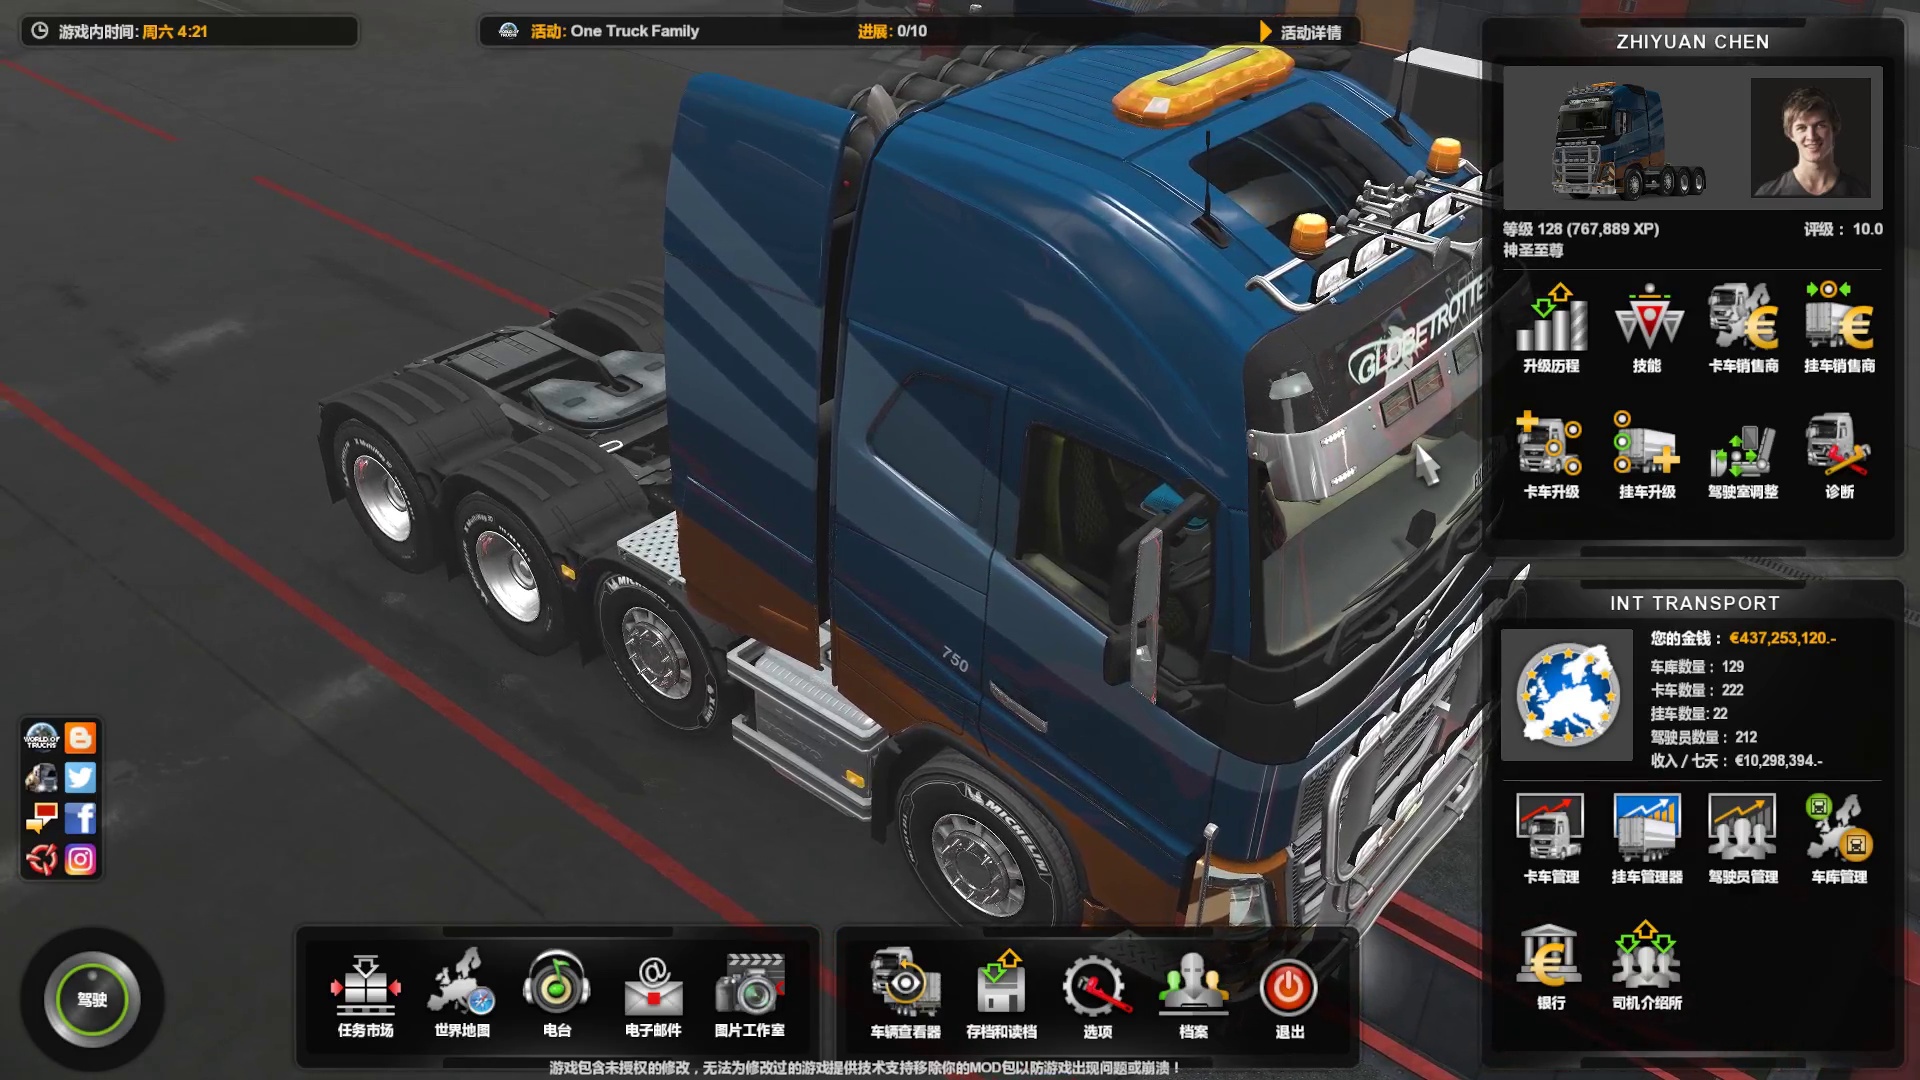 游戏内时间: 周六 4:21
活动: One Truck Family
进展: 0/10
活动详情
ZHIYUAN CHEN
等级 128 (767,889 XP)
评级： 10.0
神圣至尊
升级历程
技能
卡车销售商
挂车销售商
卡车升级
挂车升级
驾驶室调整
诊断
GLOBETROTTER
750
MICHELIN
INT TRANSPORT
您的金钱： €437,253,120.-
车库数量： 129
卡车数量： 222
挂车数量: 22
驾驶员数量： 212
收入 / 七天： €10,298,394.-
卡车管理
挂车管理器
驾驶员管理
车库管理
银行
司机介绍所
WORLD OF TRUCKS
驾驶
任务市场
世界地图
电台
电子邮件
图片工作室
车辆查看器
存档和读档
选项
档案
退出
游戏包含未授权的修改，无法为修改过的游戏提供技术支持移除你的MOD包以防游戏出现问题或崩溃！